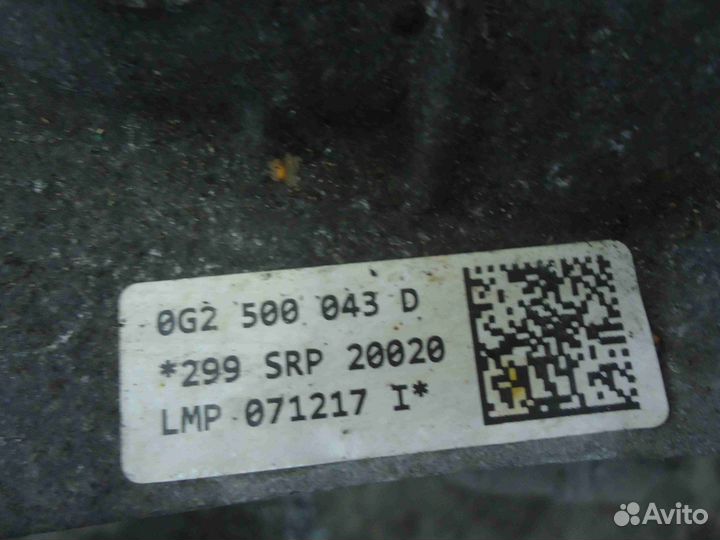 0G2 500 043 D
*299 SRP 20020
LMP 071217 I*
Avito